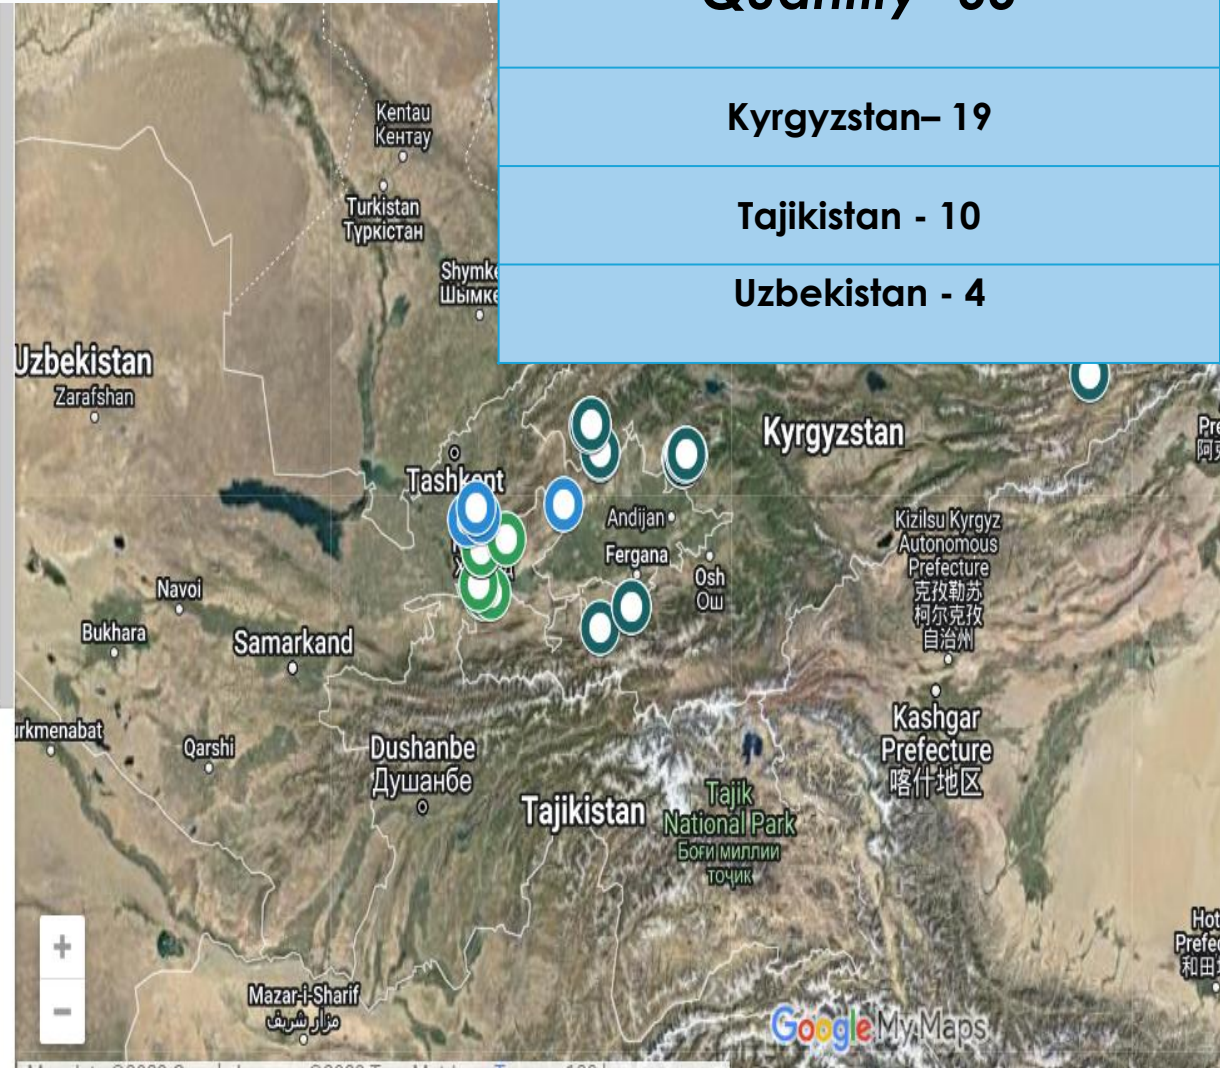 Kyrgyzstan– 19
Tajikistan - 10
Uzbekistan - 4
Kentau
Кентау
Turkistan
Түркістан
Shymke
Шымке
Uzbekistan
Zarafshan
Kyrgyzstan
Tashkent
Andijan
Fergana
Osh
Ош
Kizilsu Kyrgyz
Autonomous
Prefecture
克孜勒苏
柯尔克孜
自治州
Navoi
Bukhara
Samarkand
Kashgar
Prefecture
喀什地区
urkmenabat
Qarshi
Dushanbe
Душанбе
Tajikistan
Tajik
National Park
Боғи миллии
тоҷик
Mazar-i-Sharif
مزار شریف
Google My Maps